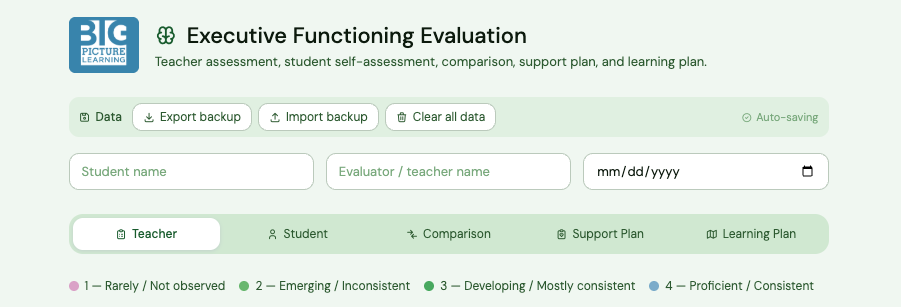 BIG
PICTURE
LEARNING
Executive Functioning Evaluation
Teacher assessment, student self-assessment, comparison, support plan, and learning plan.
Data Export backup Import backup Clear all data Auto-saving
Student name Evaluator / teacher name mm/dd/yyyy
Teacher Student Comparison Support Plan Learning Plan
1 — Rarely / Not observed 2 — Emerging / Inconsistent 3 — Developing / Mostly consistent 4 — Proficient / Consistent